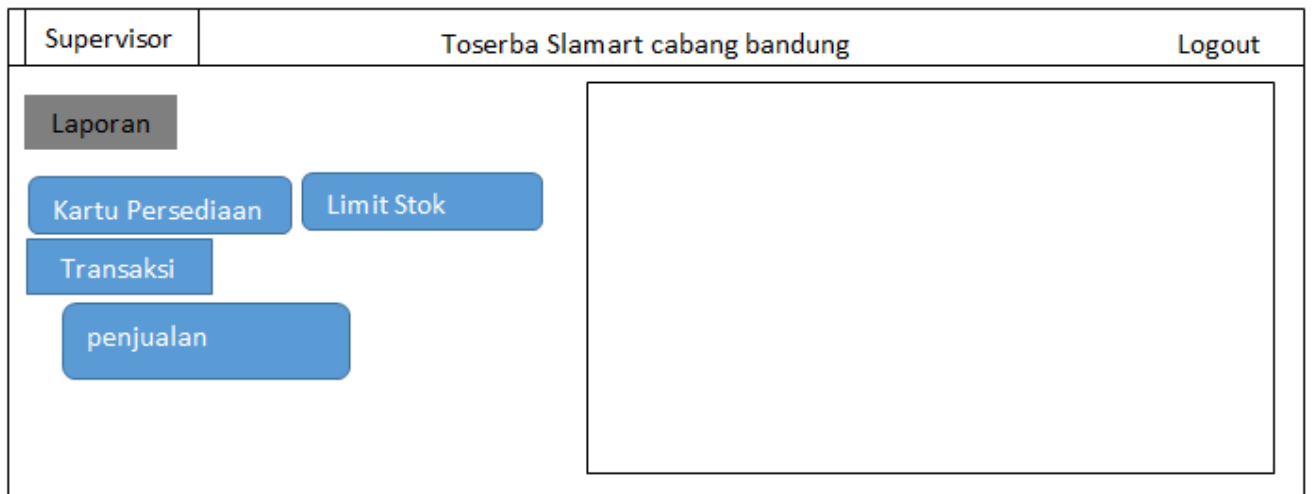 Supervisor
Toserba Slamart cabang bandung
Logout
Laporan
Kartu Persediaan
Limit Stok
Transaksi
penjualan